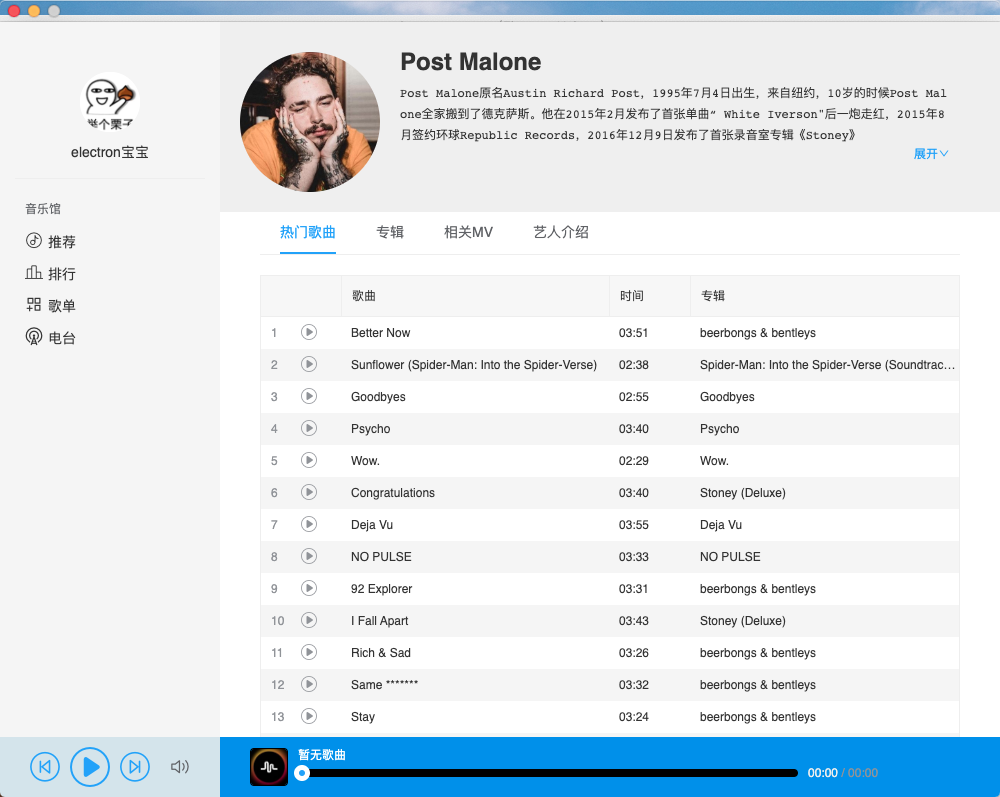 举个栗子
electron宝宝
音乐馆
推荐
排行
歌单
电台
Post Malone
Post Malone原名Austin Richard Post, 1995年7月4日出生，来自纽约，10岁的时候Post Mal
one全家搬到了德克萨斯。他在2015年2月发布了首张单曲“ White Iverson"后一炮走红，2015年8
月签约环球Republic Records，2016年12月9日发布了首张录音室专辑《Stoney》
展开
热门歌曲 专辑 相关MV 艺人介绍
歌曲 时间 专辑
1 Better Now 03:51 beerbongs & bentleys
2 Sunflower (Spider-Man: Into the Spider-Verse) 02:38 Spider-Man: Into the Spider-Verse (Soundtrac...
3 Goodbyes 02:55 Goodbyes
4 Psycho 03:40 Psycho
5 Wow. 02:29 Wow.
6 Congratulations 03:40 Stoney (Deluxe)
7 Deja Vu 03:55 Deja Vu
8 NO PULSE 03:33 NO PULSE
9 92 Explorer 03:31 beerbongs & bentleys
10 I Fall Apart 03:43 Stoney (Deluxe)
11 Rich & Sad 03:26 beerbongs & bentleys
12 Same ******* 03:32 beerbongs & bentleys
13 Stay 03:24 beerbongs & bentleys
暂无歌曲
00:00 / 00:00